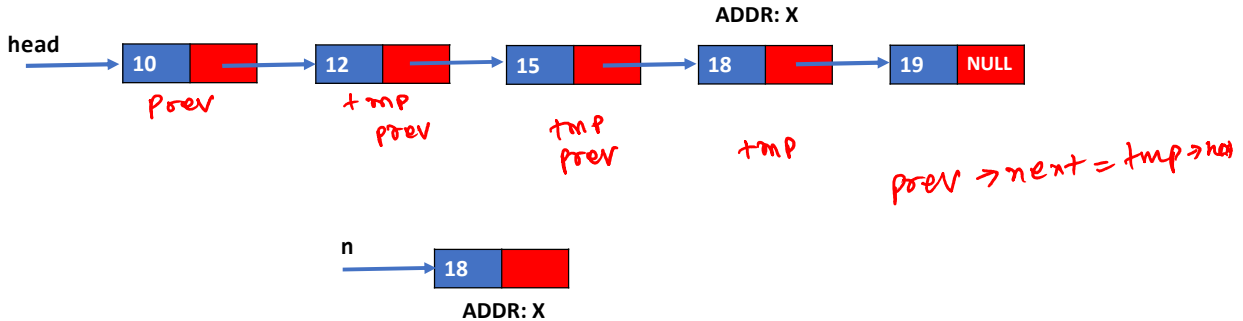 ADDR: X
head
10 12 15 18 19 NULL
prev tmp
prev tmp
prev tmp
prev → next = tmp →
n
18
ADDR: X